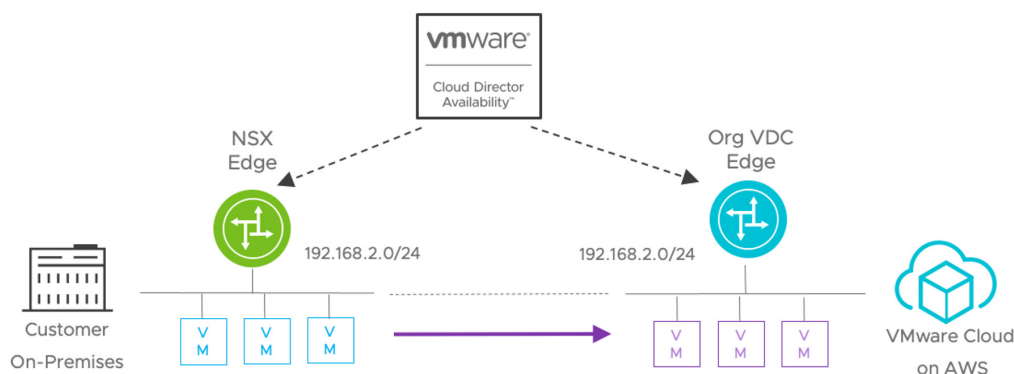 vmware®
Cloud Director
Availability™
NSX
Edge
Org VDC
Edge
192.168.2.0/24
192.168.2.0/24
V
M
V
M
V
M
V
M
V
M
V
M
Customer
On-Premises
VMware Cloud
on AWS